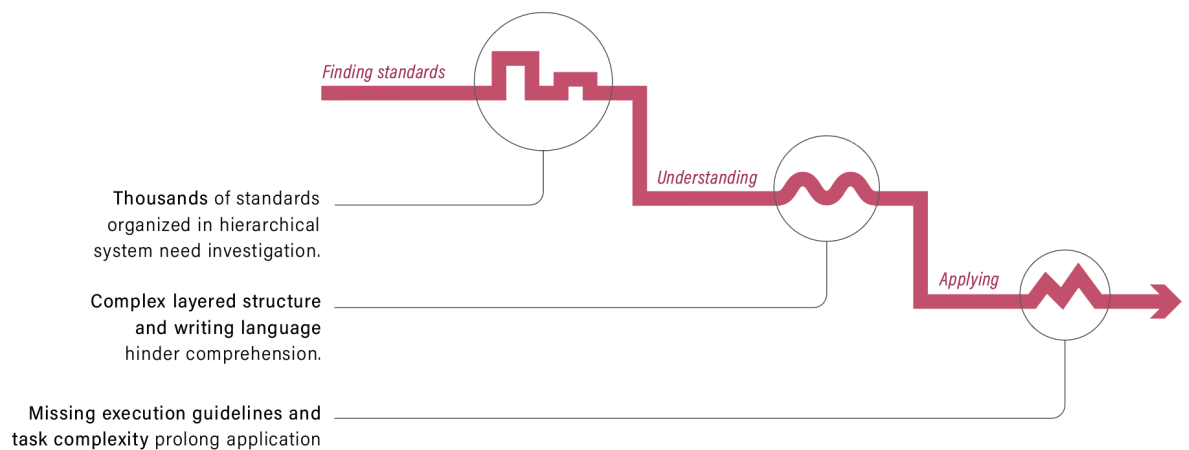 Finding standards
Thousands of standards
organized in hierarchical
system need investigation.
Understanding
Complex layered structure
and writing language
hinder comprehension.
Applying
Missing execution guidelines and
task complexity prolong application